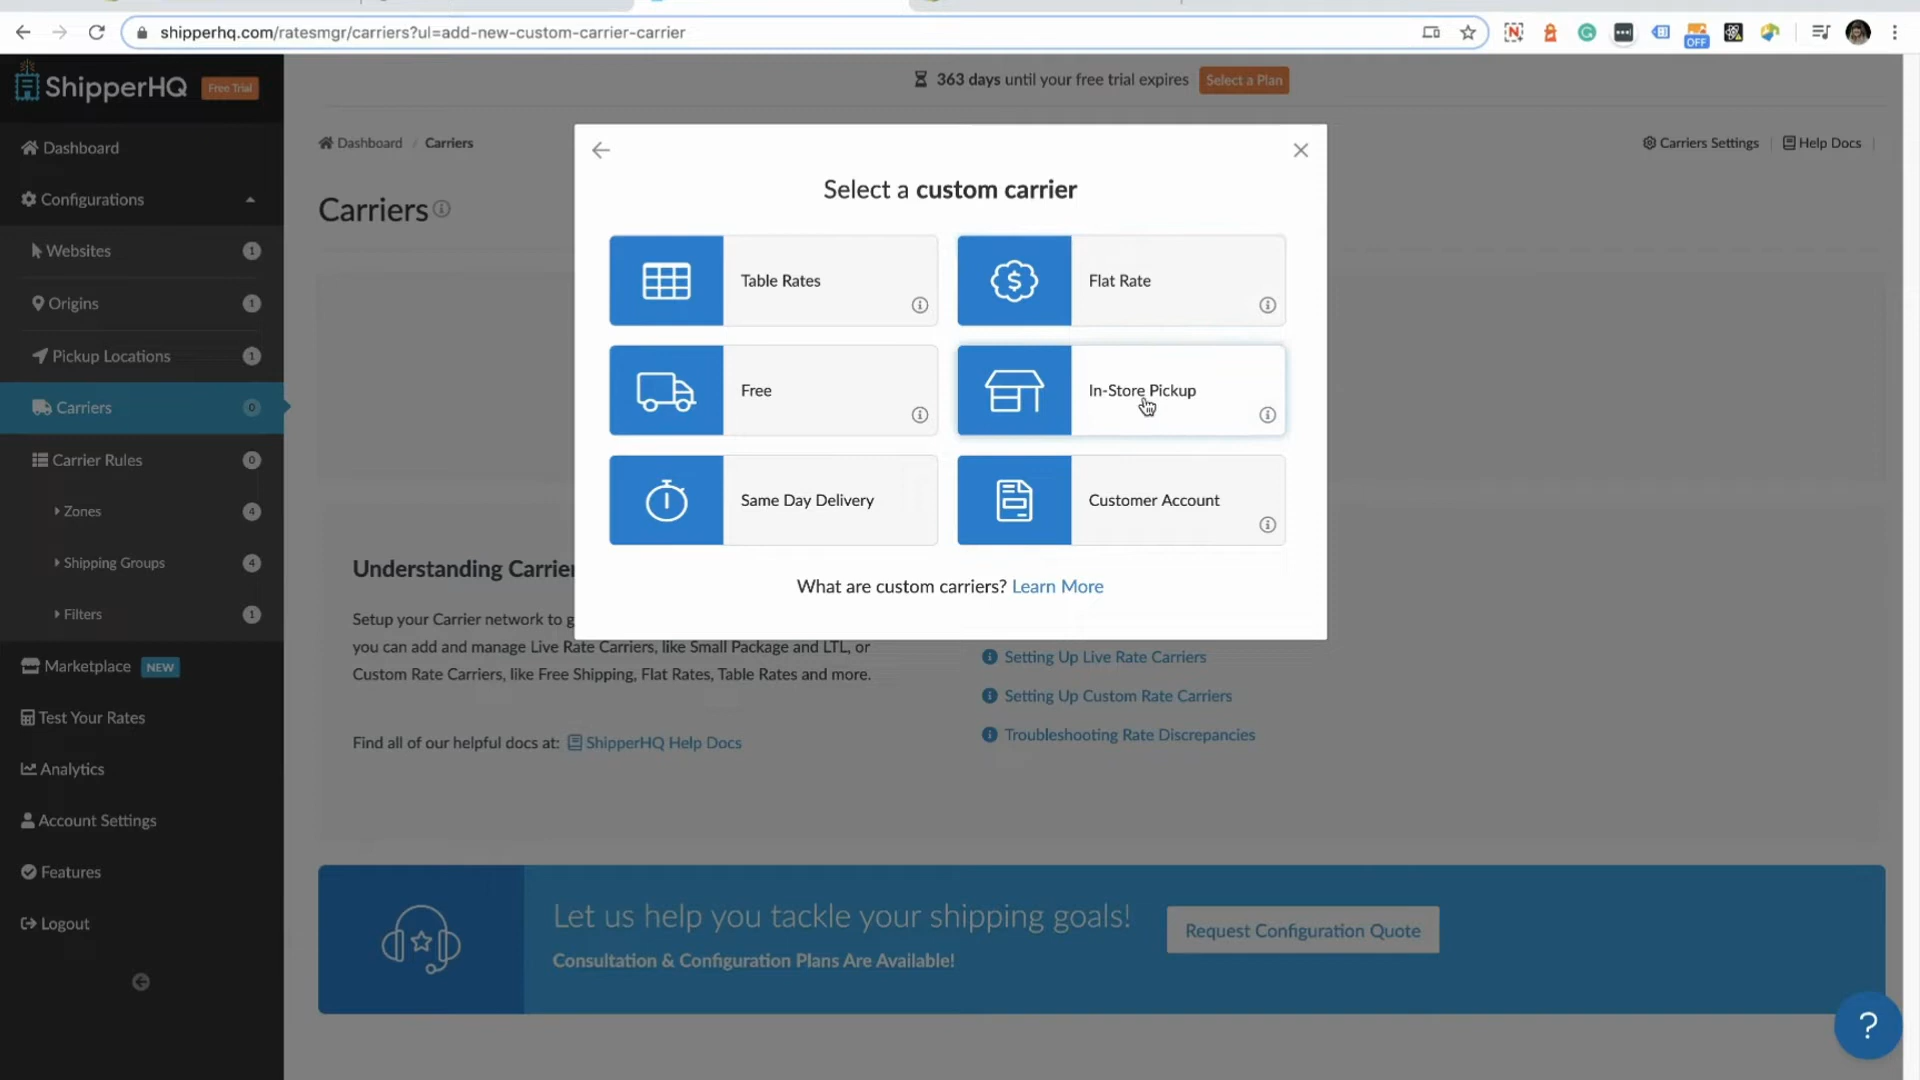 shipperhq.com/ratesmgr/carriers?ul=add-new-custom-carrier-carrier
OFF
ShipperHQ Free Trial
363 days until your free trial expires Select a Plan
Dashboard
Configurations
Websites 1
Origins 1
Pickup Locations 1
Carriers 0
Carrier Rules 0
Zones 4
Shipping Groups 4
Filters 1
Marketplace NEW
Test Your Rates
Analytics
Account Settings
Features
Logout
Dashboard / Carriers
Carriers Settings | Help Docs |
Carriers
Select a custom carrier
Table Rates
Flat Rate
Free
In-Store Pickup
Same Day Delivery
Customer Account
What are custom carriers? Learn More
Understanding Carrie
Setup your Carrier network to g
you can add and manage Live Rate Carriers, like Small Package and LTL, or
Custom Rate Carriers, like Free Shipping, Flat Rates, Table Rates and more.
Find all of our helpful docs at: ShipperHQ Help Docs
Setting Up Live Rate Carriers
Setting Up Custom Rate Carriers
Troubleshooting Rate Discrepancies
Let us help you tackle your shipping goals!
Consultation & Configuration Plans Are Available!
Request Configuration Quote
?